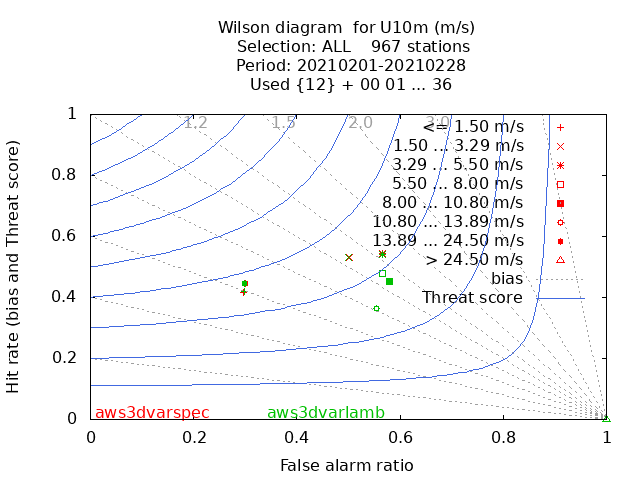 Wilson diagram  for U10m (m/s)
Selection: ALL    967 stations
Period: 20210201-20210228
Used {12} + 00 01 ... 36
1.2 1.5 2.0 3.0
<= 1.50 m/s
1.50 ... 3.29 m/s
3.29 ... 5.50 m/s
5.50 ... 8.00 m/s
8.00 ... 10.80 m/s
10.80 ... 13.89 m/s
13.89 ... 24.50 m/s
> 24.50 m/s
bias
Threat score
Hit rate (bias and Threat score)
1
0.8
0.6
0.4
0.2
0
aws3dvarspec aws3dvarlamb
0 0.2 0.4 0.6 0.8 1
False alarm ratio